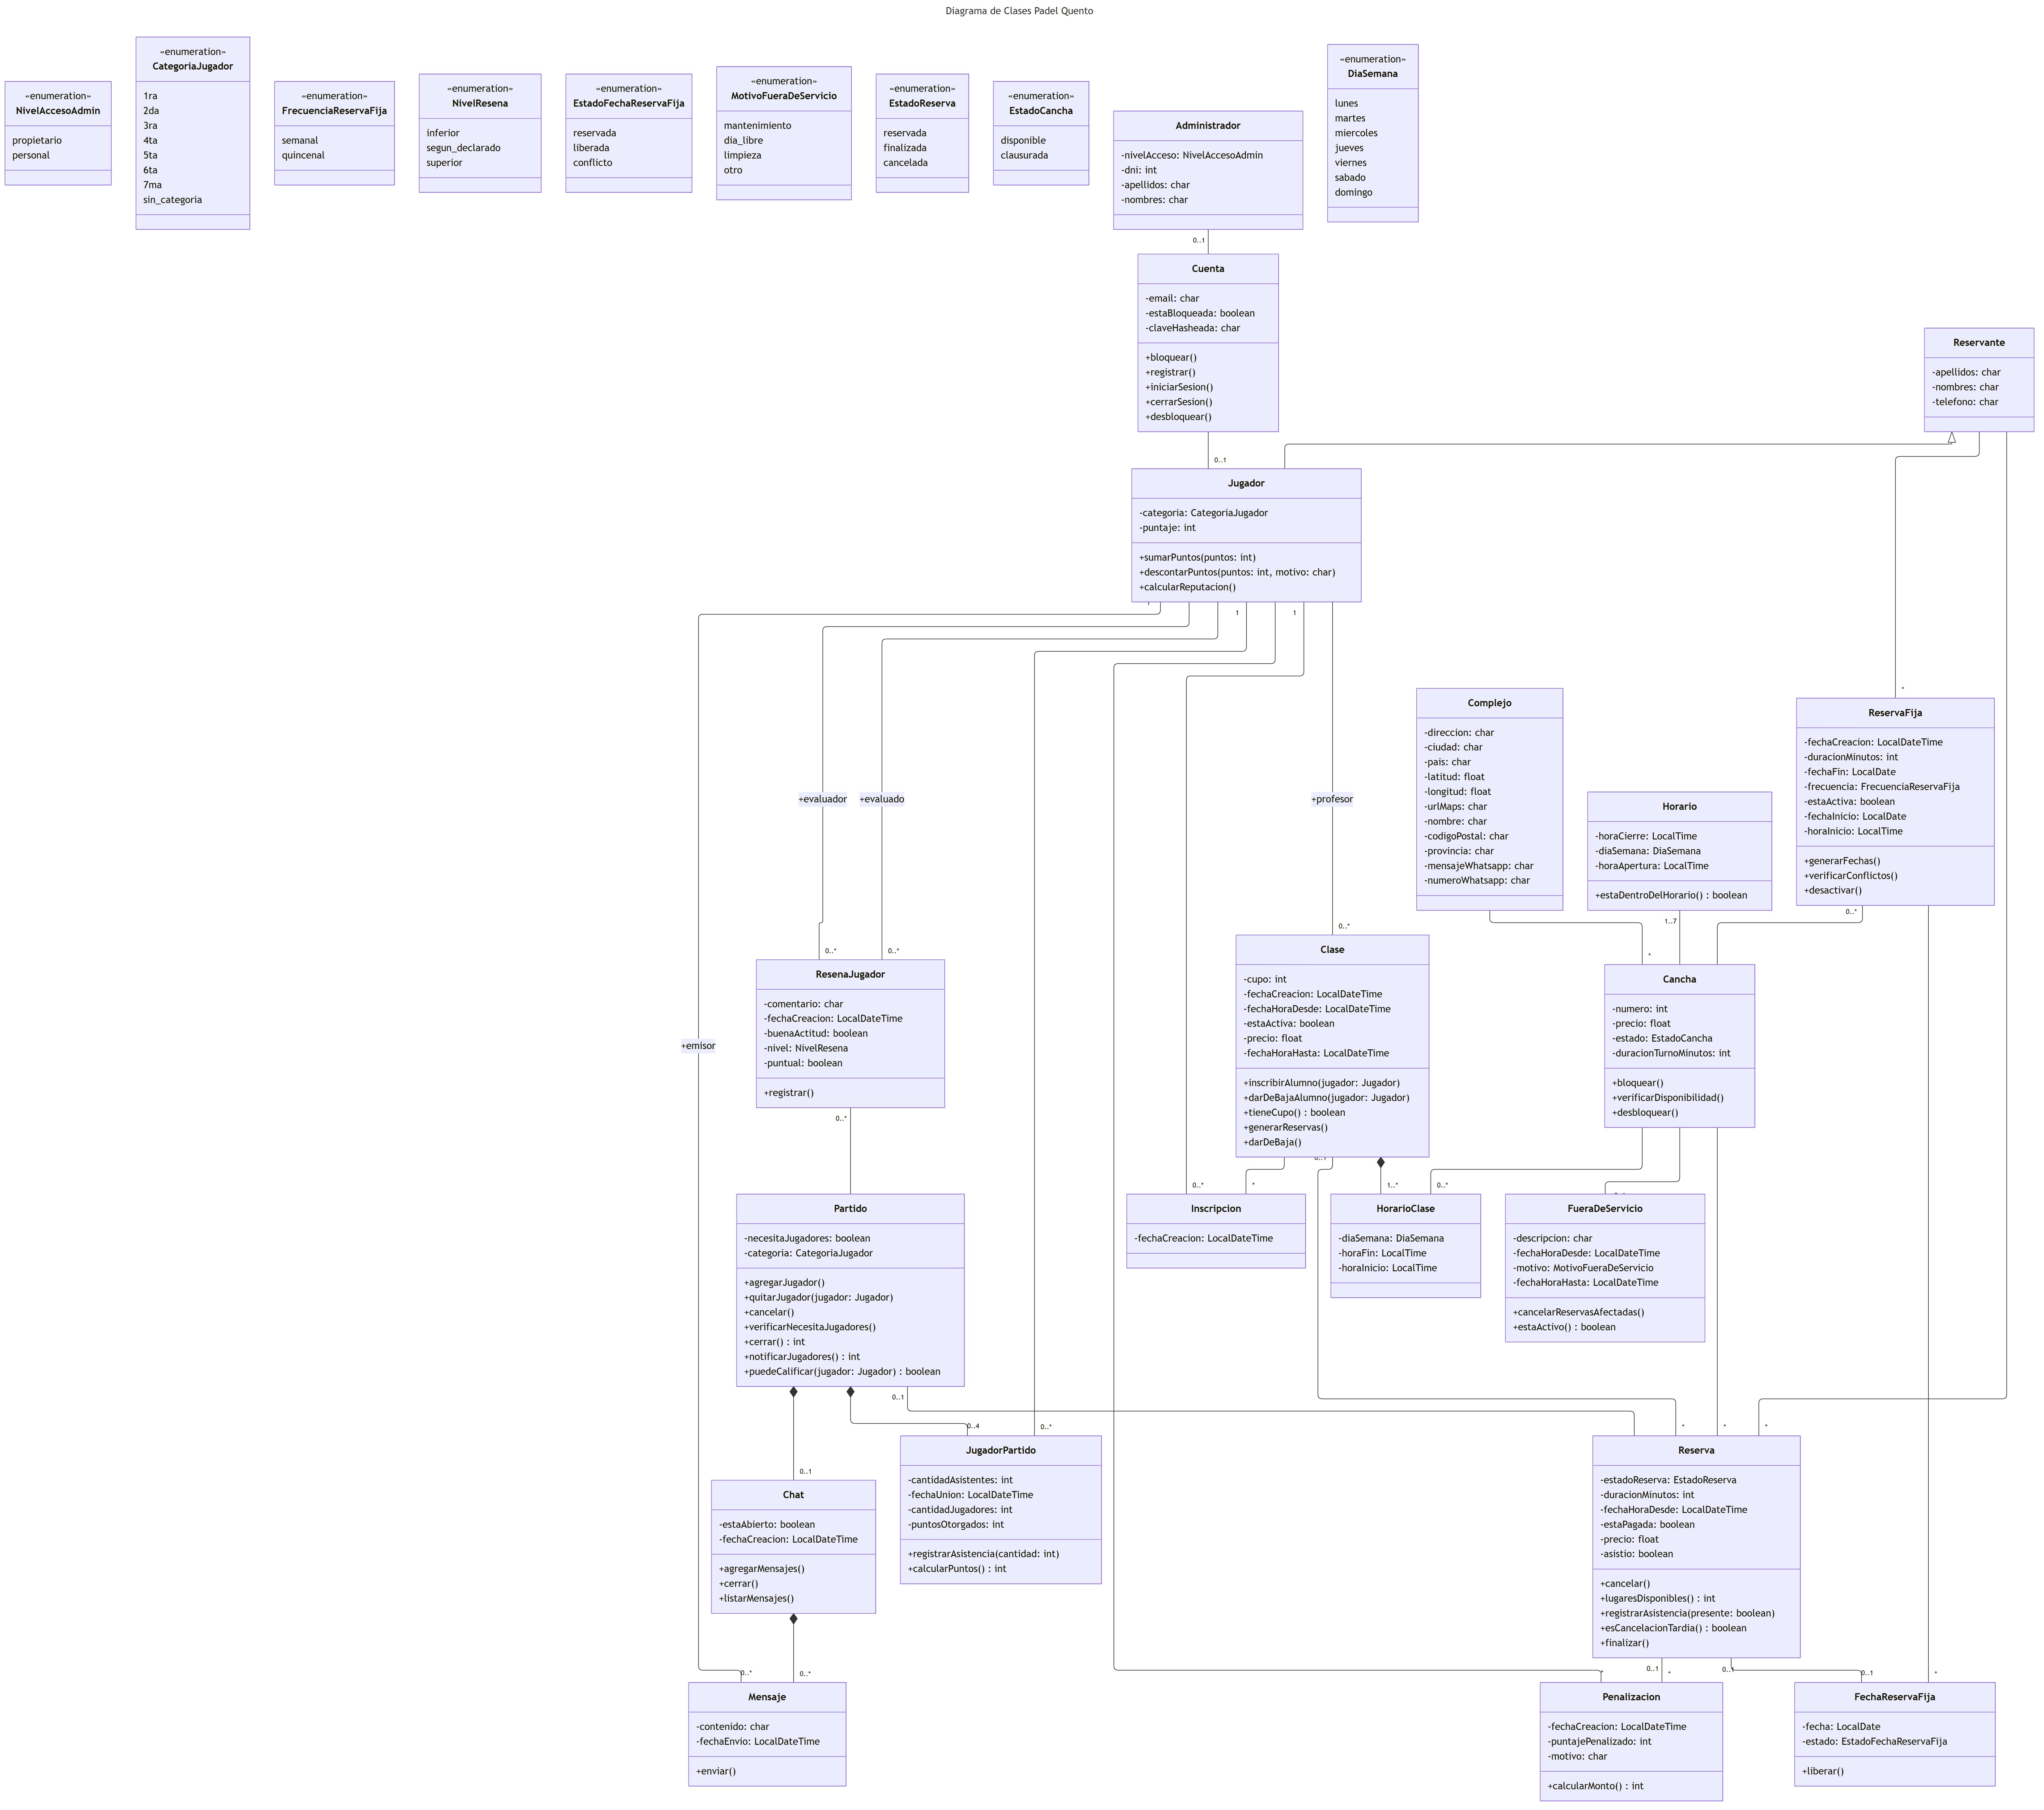 Diagrama de Clases Padel Quento
«enumeration»
NivelAccesoAdmin
propietario
personal
«enumeration»
CategoriaJugador
1ra
2da
3ra
4ta
5ta
6ta
7ma
sin_categoria
«enumeration»
FrecuenciaReservaFija
semanal
quincenal
«enumeration»
NivelResena
inferior
segun_declarado
superior
«enumeration»
EstadoFechaReservaFija
reservada
liberada
conflicto
«enumeration»
MotivoFueraDeServicio
mantenimiento
dia_libre
limpieza
otro
«enumeration»
EstadoReserva
reservada
finalizada
cancelada
«enumeration»
EstadoCancha
disponible
clausurada
Administrador
-nivelAcceso: NivelAccesoAdmin
-dni: int
-apellidos: char
-nombres: char
«enumeration»
DiaSemana
lunes
martes
miercoles
jueves
viernes
sabado
domingo
0..1
Cuenta
-email: char
-estaBloqueada: boolean
-claveHasheada: char
+bloquear()
+registrar()
+iniciarSesion()
+cerrarSesion()
+desbloquear()
0..1
Reservante
-apellidos: char
-nombres: char
-telefono: char
Jugador
-categoria: CategoriaJugador
-puntaje: int
+sumarPuntos(puntos: int)
+descontarPuntos(puntos: int, motivo: char)
+calcularReputacion()
1
1
1
+evaluador
+evaluado
+profesor
+emisor
Complejo
-direccion: char
-ciudad: char
-pais: char
-latitud: float
-longitud: float
-urlMaps: char
-nombre: char
-codigoPostal: char
-provincia: char
-mensajeWhatsapp: char
-numeroWhatsapp: char
Horario
-horaCierre: LocalTime
-diaSemana: DiaSemana
-horaApertura: LocalTime
+estaDentroDelHorario() : boolean
1..7
*
ReservaFija
-fechaCreacion: LocalDateTime
-duracionMinutos: int
-fechaFin: LocalDate
-frecuencia: FrecuenciaReservaFija
-estaActiva: boolean
-fechaInicio: LocalDate
-horaInicio: LocalTime
+generarFechas()
+verificarConflictos()
+desactivar()
0..*
0..*
0..*
ResenaJugador
-comentario: char
-fechaCreacion: LocalDateTime
-buenaActitud: boolean
-nivel: NivelResena
-puntual: boolean
+registrar()
0..*
0..*
Clase
-cupo: int
-fechaCreacion: LocalDateTime
-fechaHoraDesde: LocalDateTime
-estaActiva: boolean
-precio: float
-fechaHoraHasta: LocalDateTime
+inscribirAlumno(jugador: Jugador)
+darDeBajaAlumno(jugador: Jugador)
+tieneCupo() : boolean
+generarReservas()
+darDeBaja()
0..1
*
Cancha
-numero: int
-precio: float
-estado: EstadoCancha
-duracionTurnoMinutos: int
+bloquear()
+verificarDisponibilidad()
+desbloquear()
Partido
-necesitaJugadores: boolean
-categoria: CategoriaJugador
+agregarJugador()
+quitarJugador(jugador: Jugador)
+cancelar()
+verificarNecesitaJugadores()
+cerrar() : int
+notificarJugadores() : int
+puedeCalificar(jugador: Jugador) : boolean
0..1
0..*
*
Inscripcion
-fechaCreacion: LocalDateTime
1..*
0..*
HorarioClase
-diaSemana: DiaSemana
-horaFin: LocalTime
-horaInicio: LocalTime
FueraDeServicio
-descripcion: char
-fechaHoraDesde: LocalDateTime
-motivo: MotivoFueraDeServicio
-fechaHoraHasta: LocalDateTime
+cancelarReservasAfectadas()
+estaActivo() : boolean
0..1
Chat
-estaAbierto: boolean
-fechaCreacion: LocalDateTime
+agregarMensajes()
+cerrar()
+listarMensajes()
0..4
0..*
JugadorPartido
-cantidadAsistentes: int
-fechaUnion: LocalDateTime
-cantidadJugadores: int
-puntosOtorgados: int
+registrarAsistencia(cantidad: int)
+calcularPuntos() : int
*
*
*
Reserva
-estadoReserva: EstadoReserva
-duracionMinutos: int
-fechaHoraDesde: LocalDateTime
-estaPagada: boolean
-precio: float
-asistio: boolean
+cancelar()
+lugaresDisponibles() : int
+registrarAsistencia(presente: boolean)
+esCancelacionTardia() : boolean
+finalizar()
0..1
0..1
0..*
0..*
Mensaje
-contenido: char
-fechaEnvio: LocalDateTime
+enviar()
*
*
Penalizacion
-fechaCreacion: LocalDateTime
-puntajePenalizado: int
-motivo: char
+calcularMonto() : int
0..1
*
FechaReservaFija
-fecha: LocalDate
-estado: EstadoFechaReservaFija
+liberar()